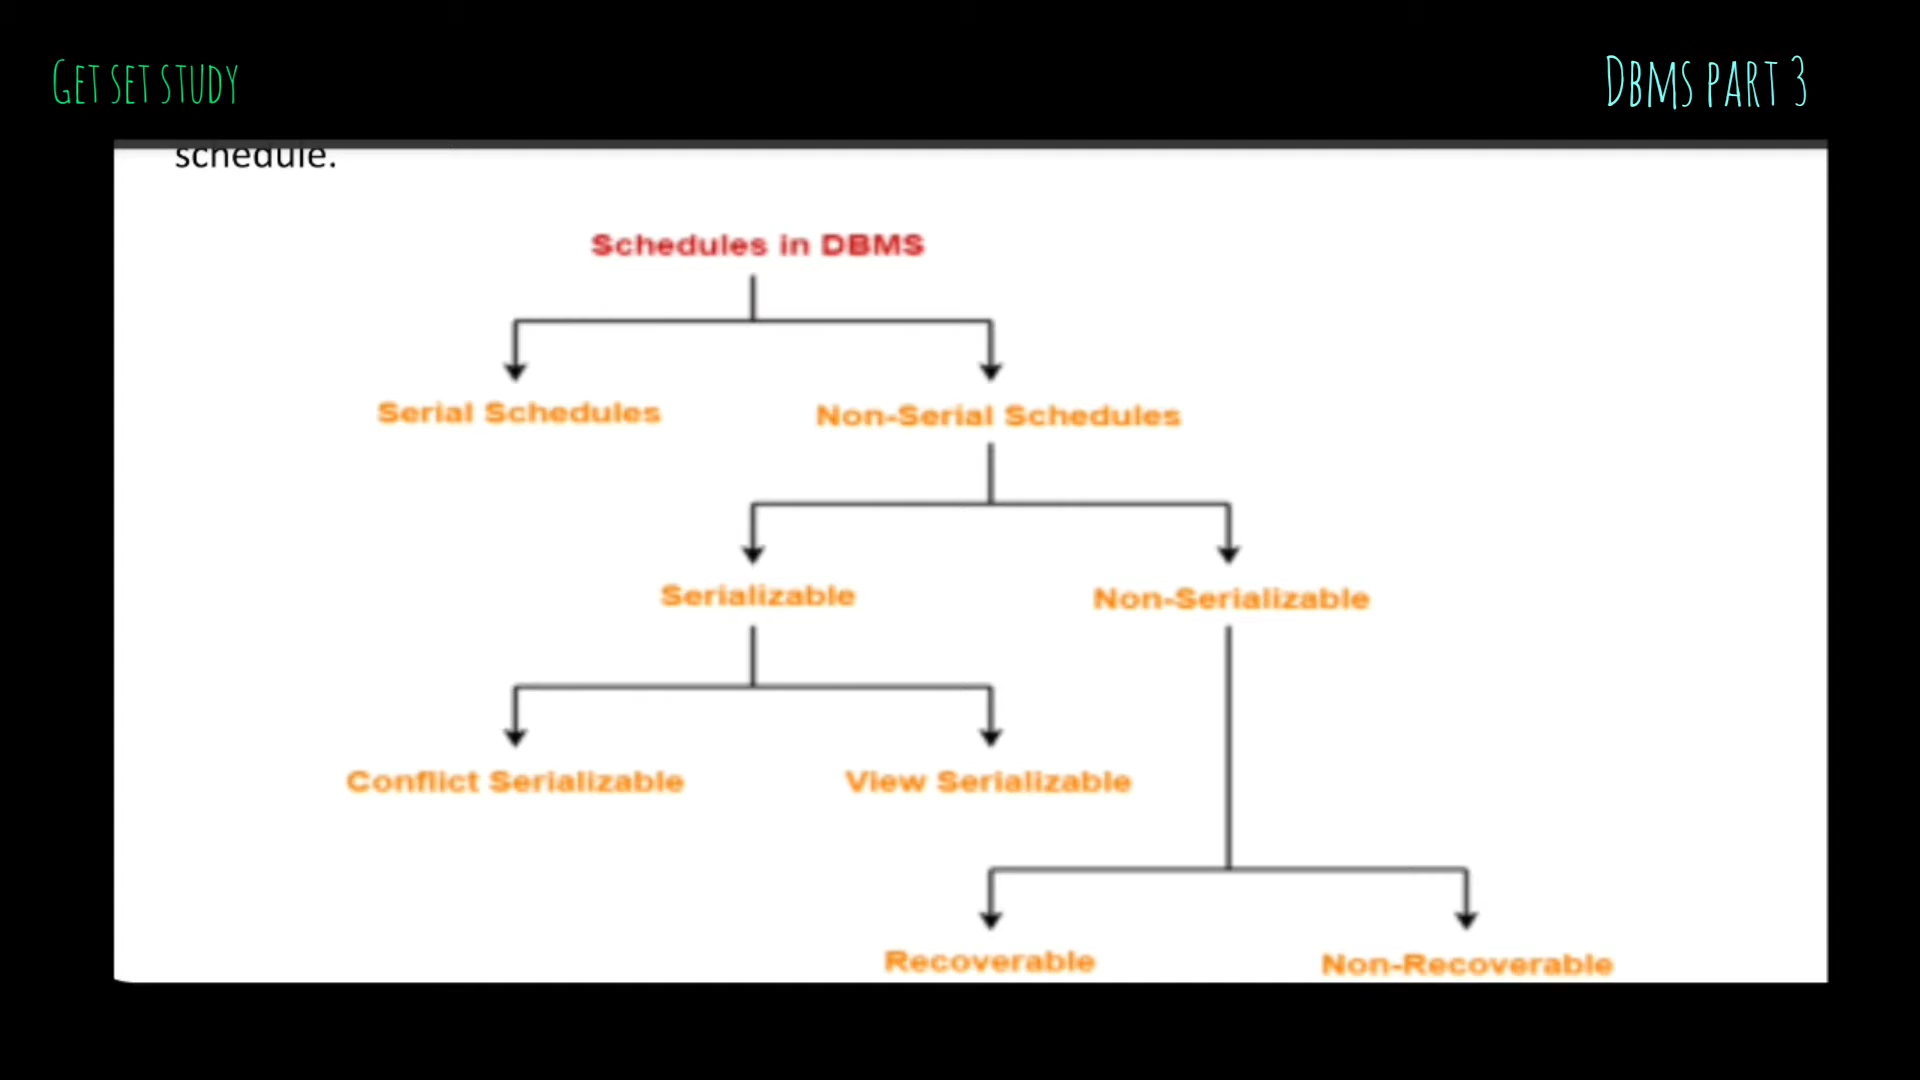 GET SET STUDY
DBMS PART 3
schedule.
Schedules in DBMS
Serial Schedules
Non-Serial Schedules
Serializable
Non-Serializable
Conflict Serializable
View Serializable
Recoverable
Non-Recoverable